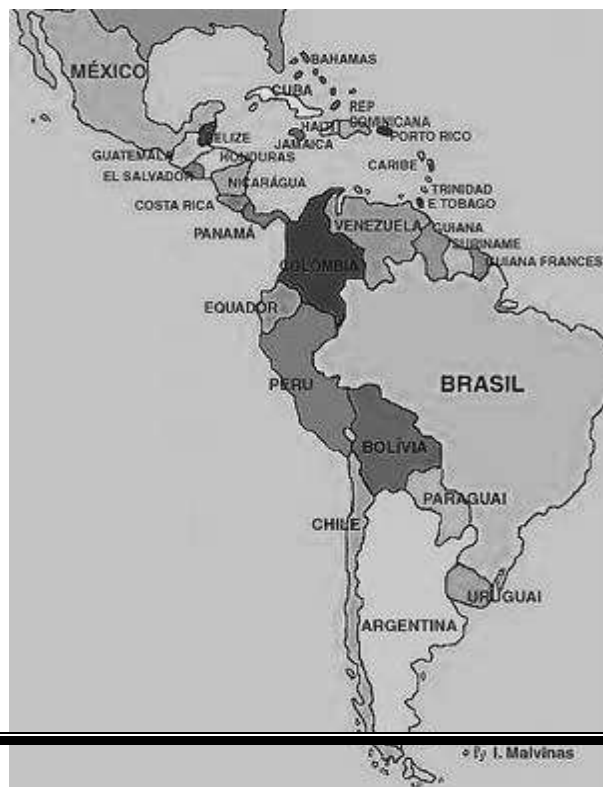 BAHAMAS
MÉXICO
CUBA
REP
DOMINICANA
HAITI
PORTO RICO
JAMAICA
BELIZE
GUATEMALA
HONDURAS
CARIBE
EL SALVADOR
NICARÁGUA
TRINIDAD
E TOBAGO
COSTA RICA
VENEZUELA
GUIANA
PANAMÁ
SURINAME
GUIANA FRANCES
COLOMBIA
EQUADOR
PERU
BRASIL
BOLÍVIA
PARAGUAI
CHILE
URUGUAI
ARGENTINA
I. Malvinas